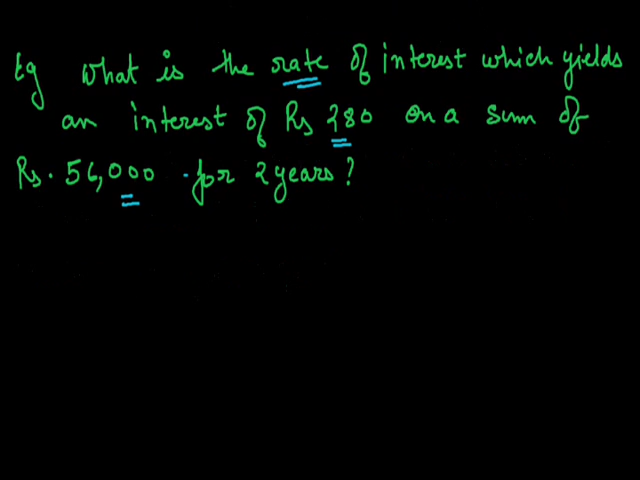 Eg What is the rate of interest which yields
an interest of Rs 280 on a sum of
Rs. 56,000 for 2 years?